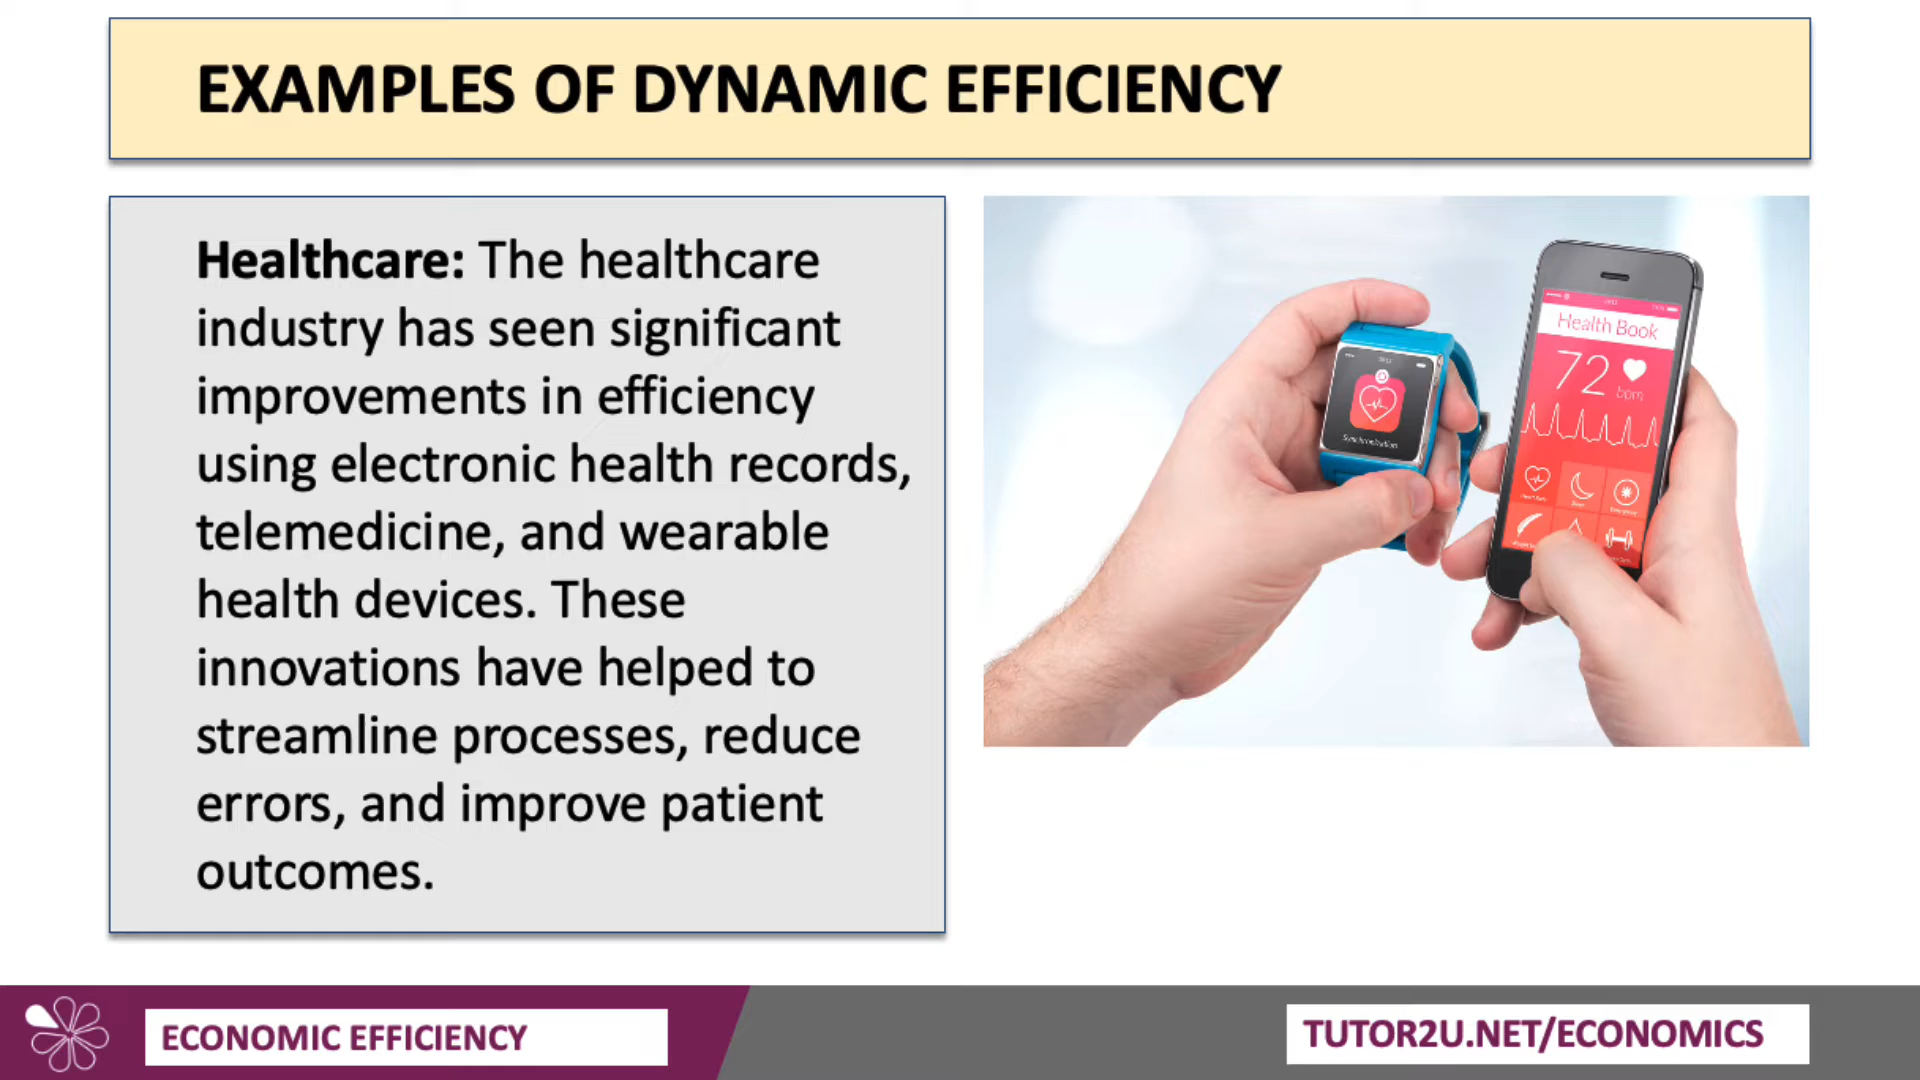 EXAMPLES OF DYNAMIC EFFICIENCY
Healthcare: The healthcare
industry has seen significant
improvements in efficiency
using electronic health records,
telemedicine, and wearable
health devices. These
innovations have helped to
streamline processes, reduce
errors, and improve patient
outcomes.
Synchronization
Health Book
72
bpm
ECONOMIC EFFICIENCY
TUTOR2U.NET/ECONOMICS